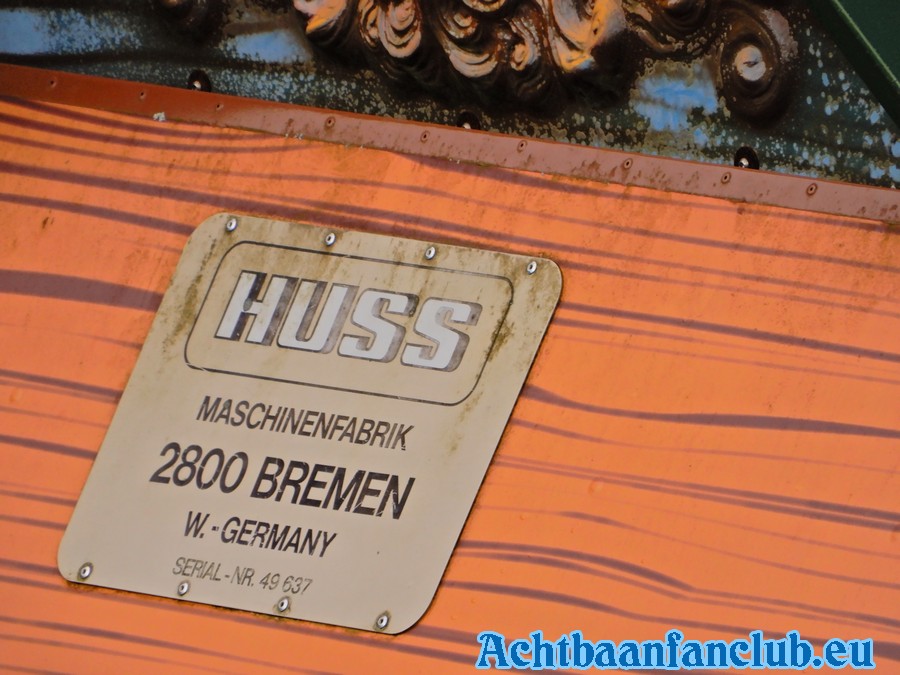 HUSS
MASCHINENFABRIK
2800 BREMEN
W.-GERMANY
SERIAL-NR. 49 637
Achtbaanfanclub.eu